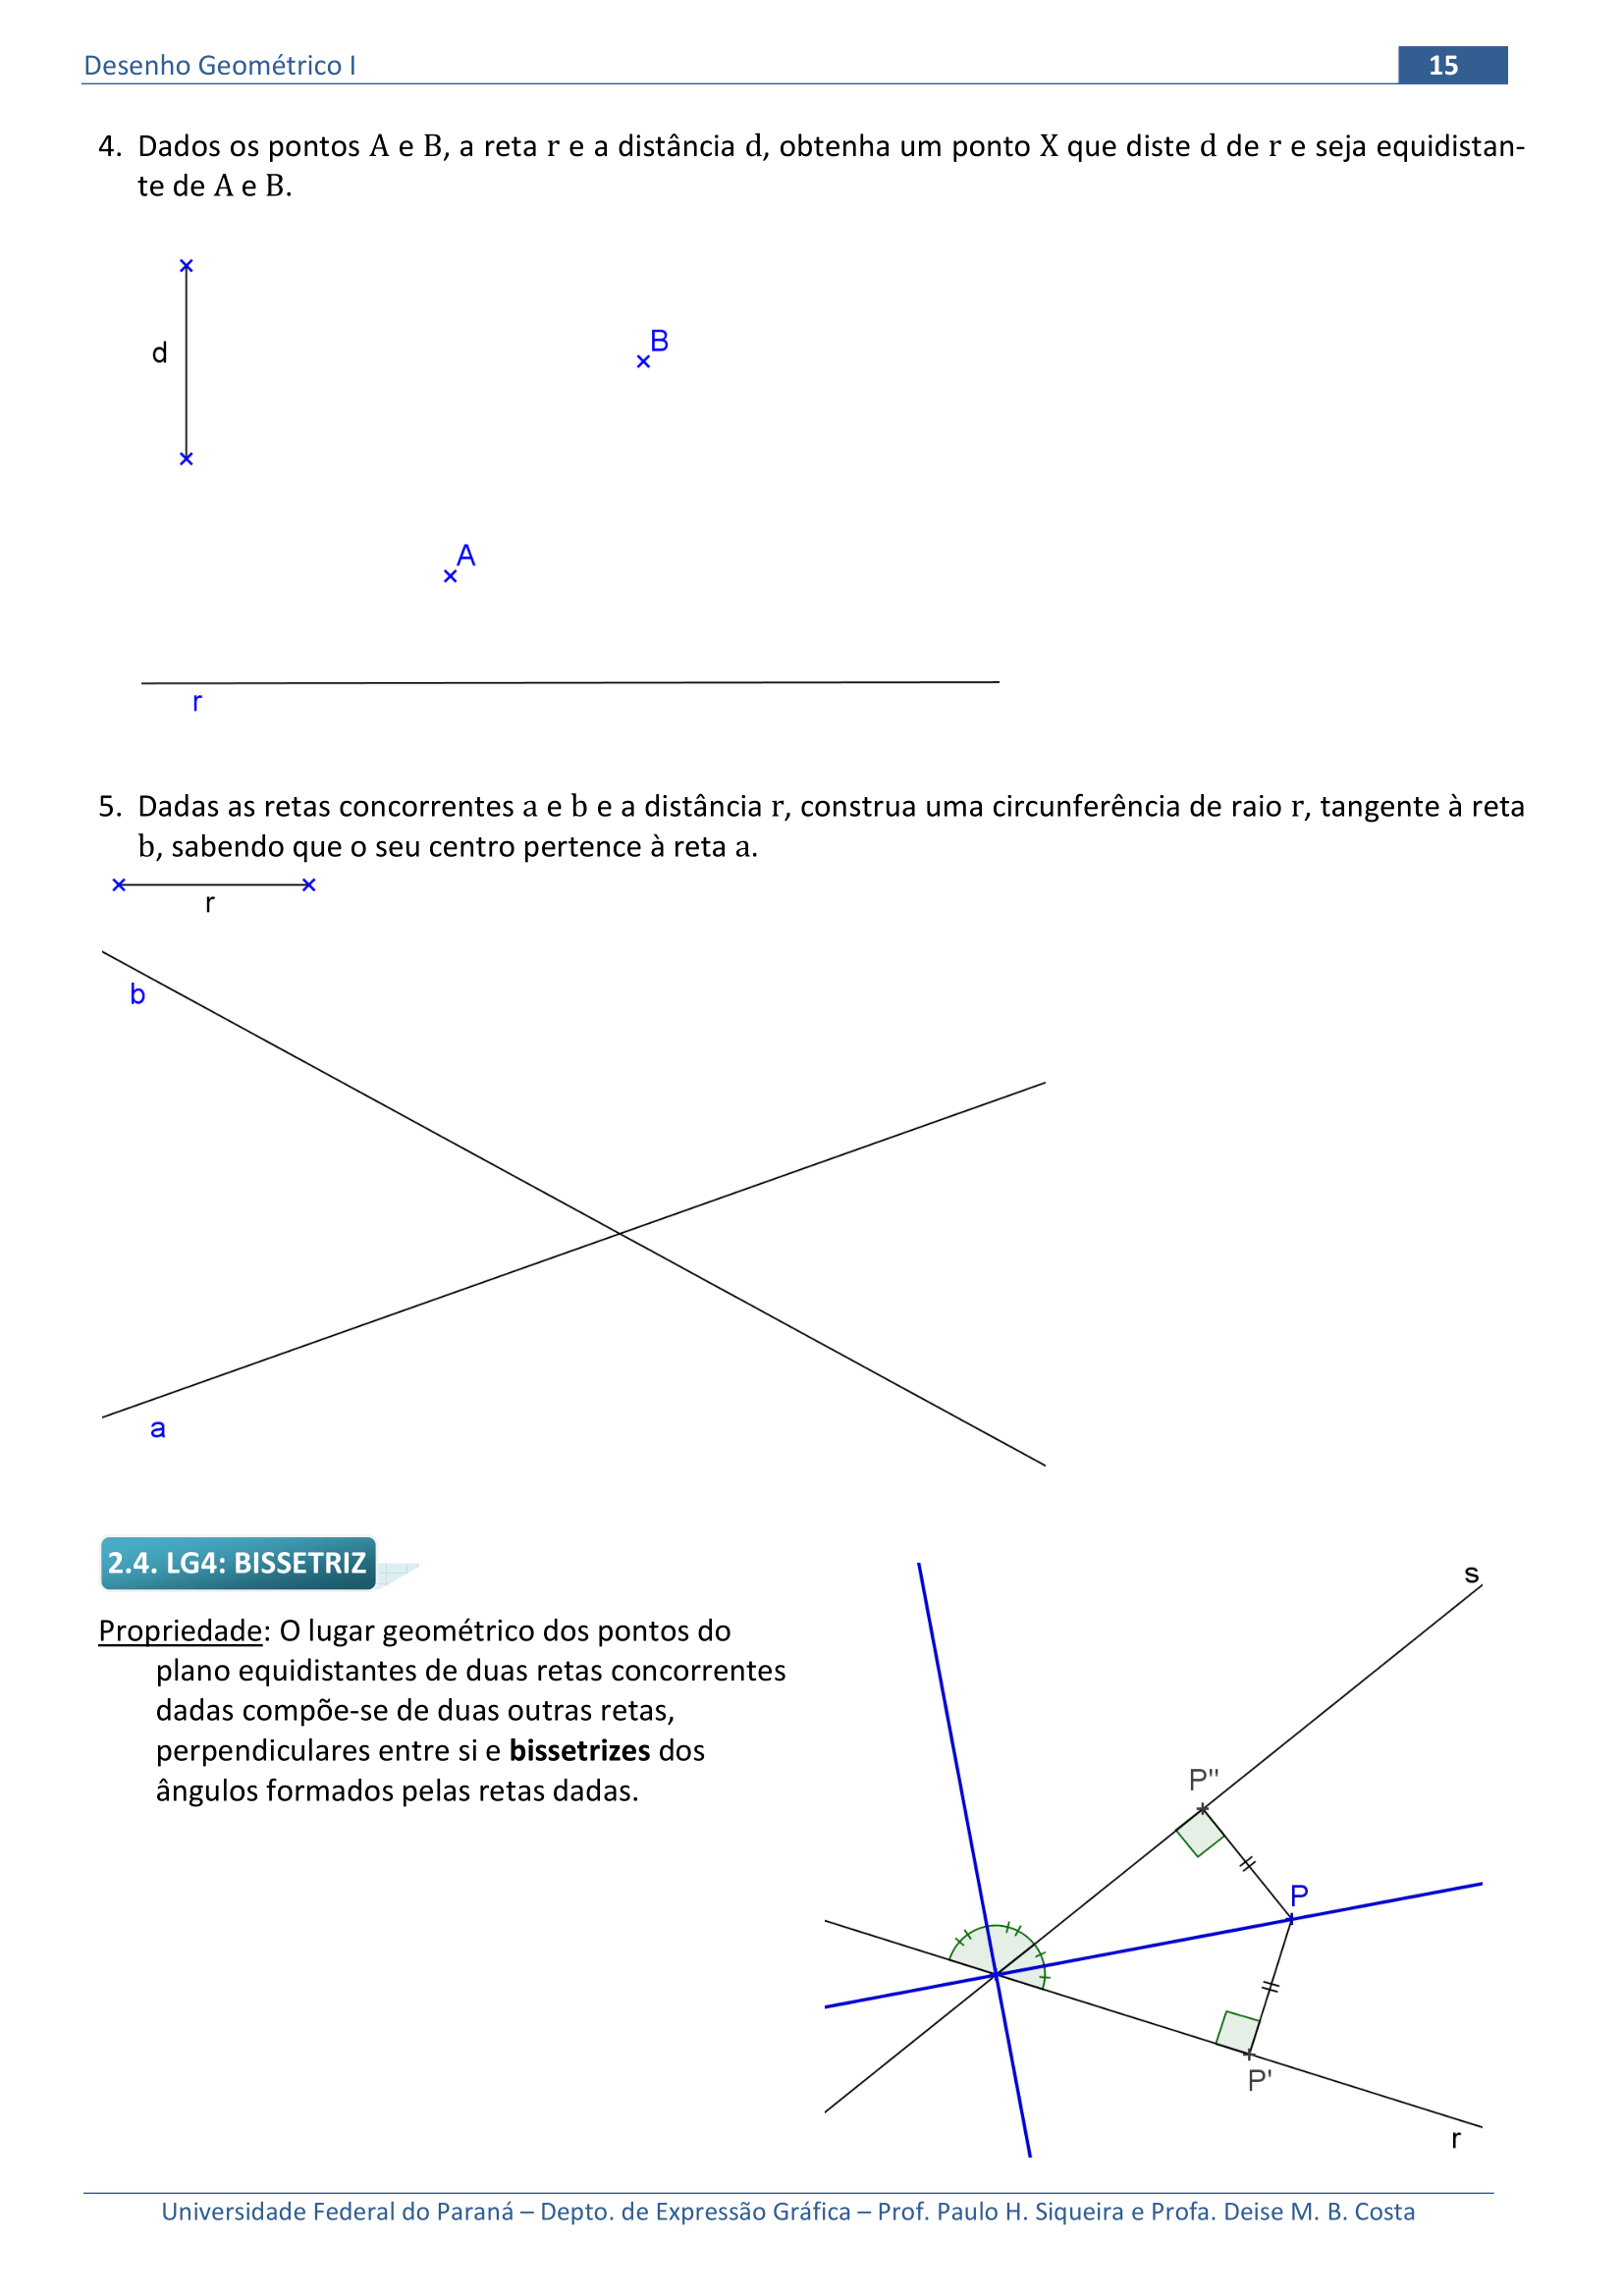 Desenho Geométrico I
15
4. Dados os pontos A e B, a reta r e a distância d, obtenha um ponto X que diste d de r e seja equidistan-
te de A e B.
B
d
A
r
5. Dadas as retas concorrentes a e b e a distância r, construa uma circunferência de raio r, tangente à reta
b, sabendo que o seu centro pertence à reta a.
r
b
a
2.4. LG4: BISSETRIZ
s
Propriedade: O lugar geométrico dos pontos do
plano equidistantes de duas retas concorrentes
dadas compõe-se de duas outras retas,
perpendiculares entre si e bissetrizes dos
ângulos formados pelas retas dadas.
P"
P
P'
r
Universidade Federal do Paraná – Depto. de Expressão Gráfica – Prof. Paulo H. Siqueira e Profa. Deise M. B. Costa